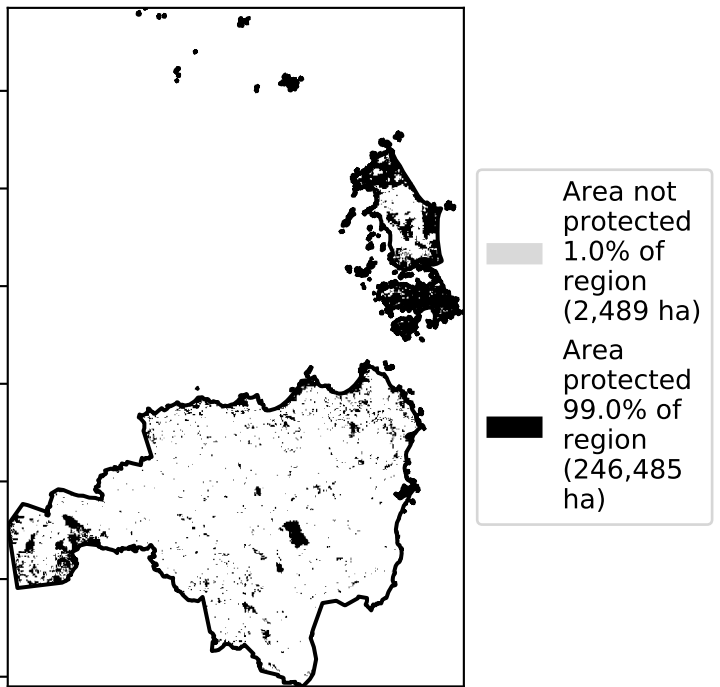 Area not
protected
1.0% of
region
(2,489 ha)
Area
protected
99.0% of
region
(246,485
ha)